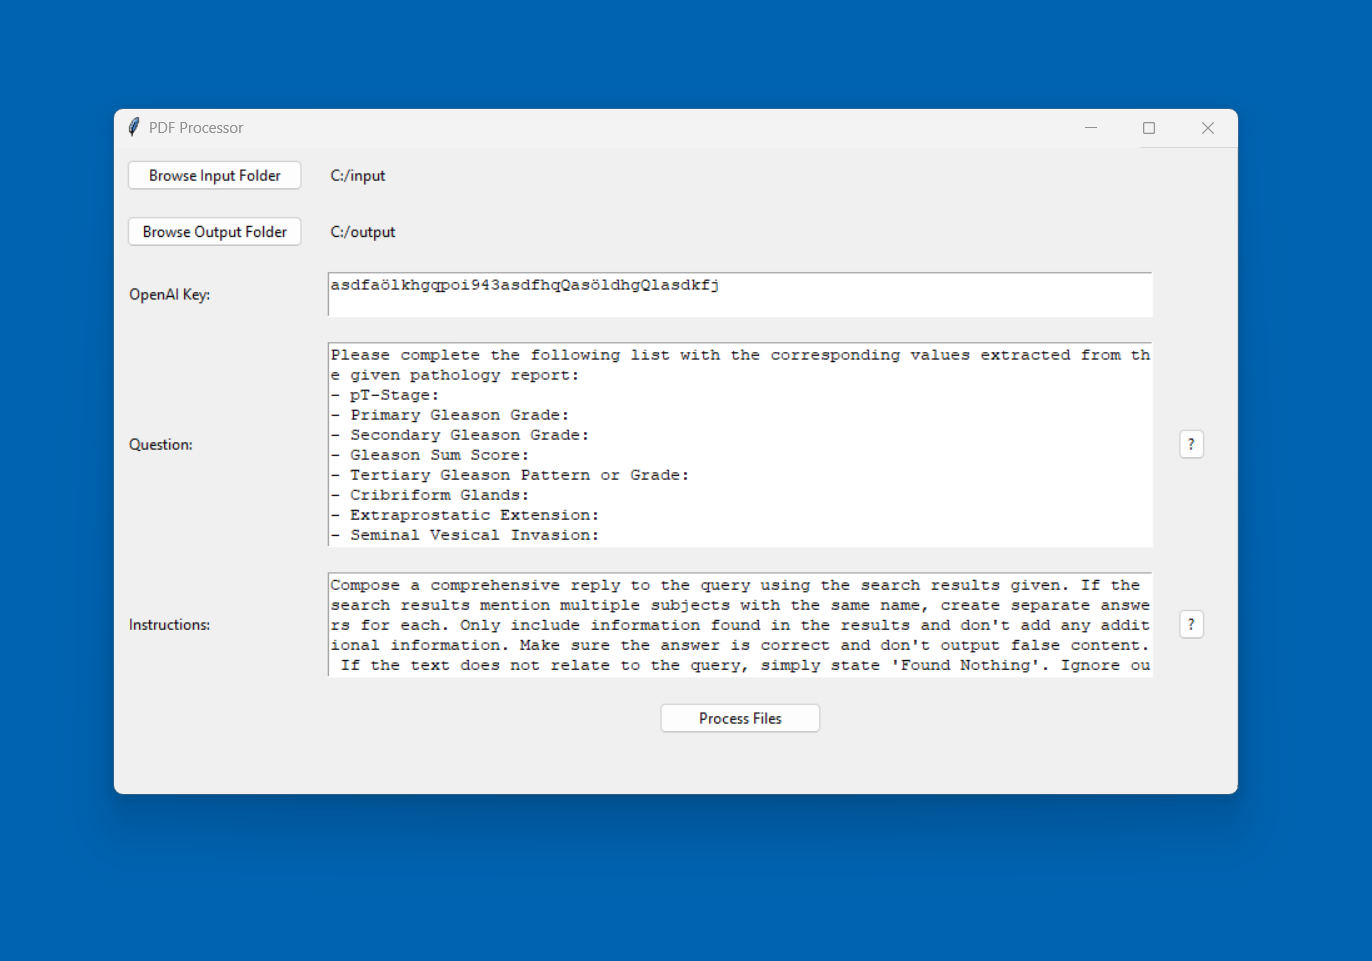 PDF Processor
Browse Input Folder C:/input
Browse Output Folder C:/output
OpenAI Key: asdfaölkhgqpoi943asdfhqQasöldhgQlasdkfj
Please complete the following list with the corresponding values extracted from th
e given pathology report:
- pT-Stage:
- Primary Gleason Grade:
- Secondary Gleason Grade:
Question: ?
- Gleason Sum Score:
- Tertiary Gleason Pattern or Grade:
- Cribriform Glands:
- Extraprostatic Extension:
- Seminal Vesical Invasion:
Compose a comprehensive reply to the query using the search results given. If the
search results mention multiple subjects with the same name, create separate answe
Instructions: rs for each. Only include information found in the results and don't add any addit ?
ional information. Make sure the answer is correct and don't output false content.
If the text does not relate to the query, simply state 'Found Nothing'. Ignore ou
Process Files